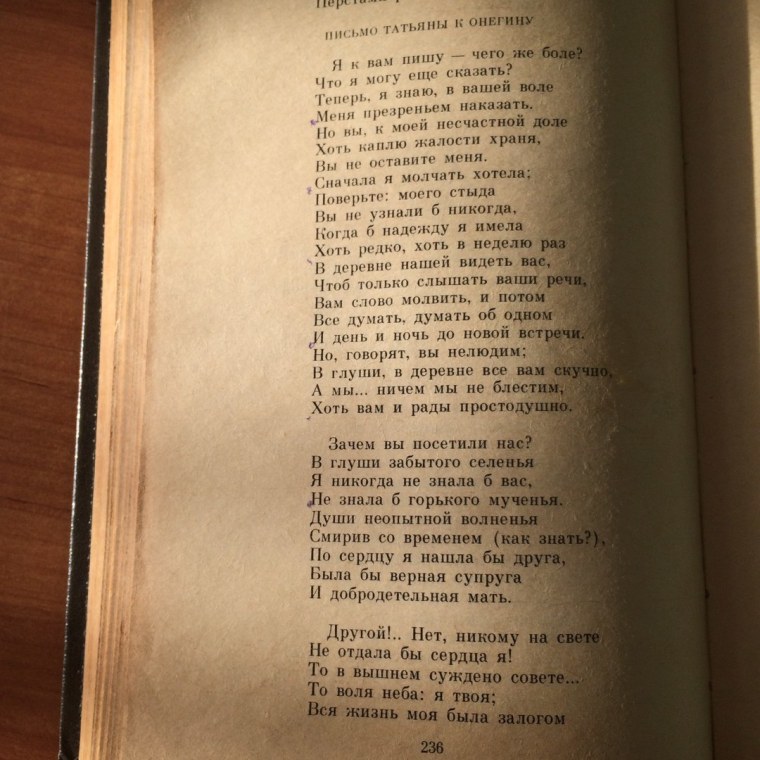 ПИСЬМО ТАТЬЯНЫ К ОНЕГИНУ
Я к вам пишу — чего же боле?
Что я могу еще сказать?
Теперь, я знаю, в вашей воле
Меня презреньем наказать.
Но вы, к моей несчастной доле
Хоть каплю жалости храня,
Вы не оставите меня.
Сначала я молчать хотела;
Поверьте: моего стыда
Вы не узнали б никогда,
Когда б надежду я имела
Хоть редко, хоть в неделю раз
В деревне нашей видеть вас,
Чтоб только слышать ваши речи,
Вам слово молвить, и потом
Все думать, думать об одном
И день и ночь до новой встречи.
Но, говорят, вы нелюдим;
В глуши, в деревне все вам скучно,
А мы... ничем мы не блестим,
Хоть вам и рады простодушно.
Зачем вы посетили нас?
В глуши забытого селенья
Я никогда не знала б вас,
Не знала б горького мученья.
Души неопытной волненья
Смирив со временем (как знать?),
По сердцу я нашла бы друга,
Была бы верная супруга
И добродетельная мать.
Другой!.. Нет, никому на свете
Не отдала бы сердца я!
То в вышнем суждено совете...
То воля неба: я твоя;
Вся жизнь моя была залогом
236